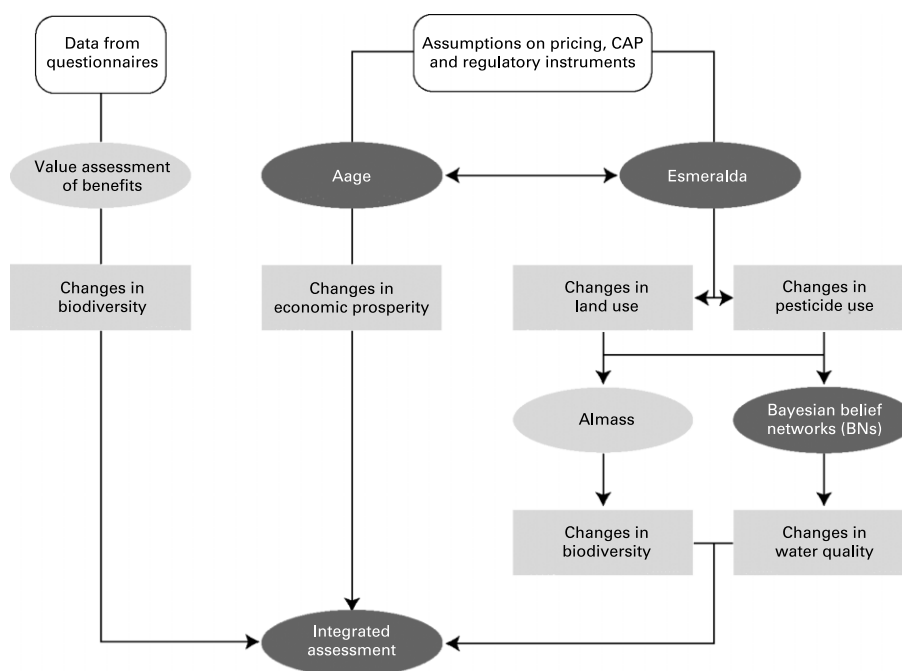 Data from
questionnaires
Assumptions on pricing, CAP
and regulatory instruments
Value assessment
of benefits
Aage
Esmeralda
Changes in
biodiversity
Changes in
economic prosperity
Changes in
land use
Changes in
pesticide use
Almass
Bayesian belief
networks (BNs)
Changes in
biodiversity
Changes in
water quality
Integrated
assessment